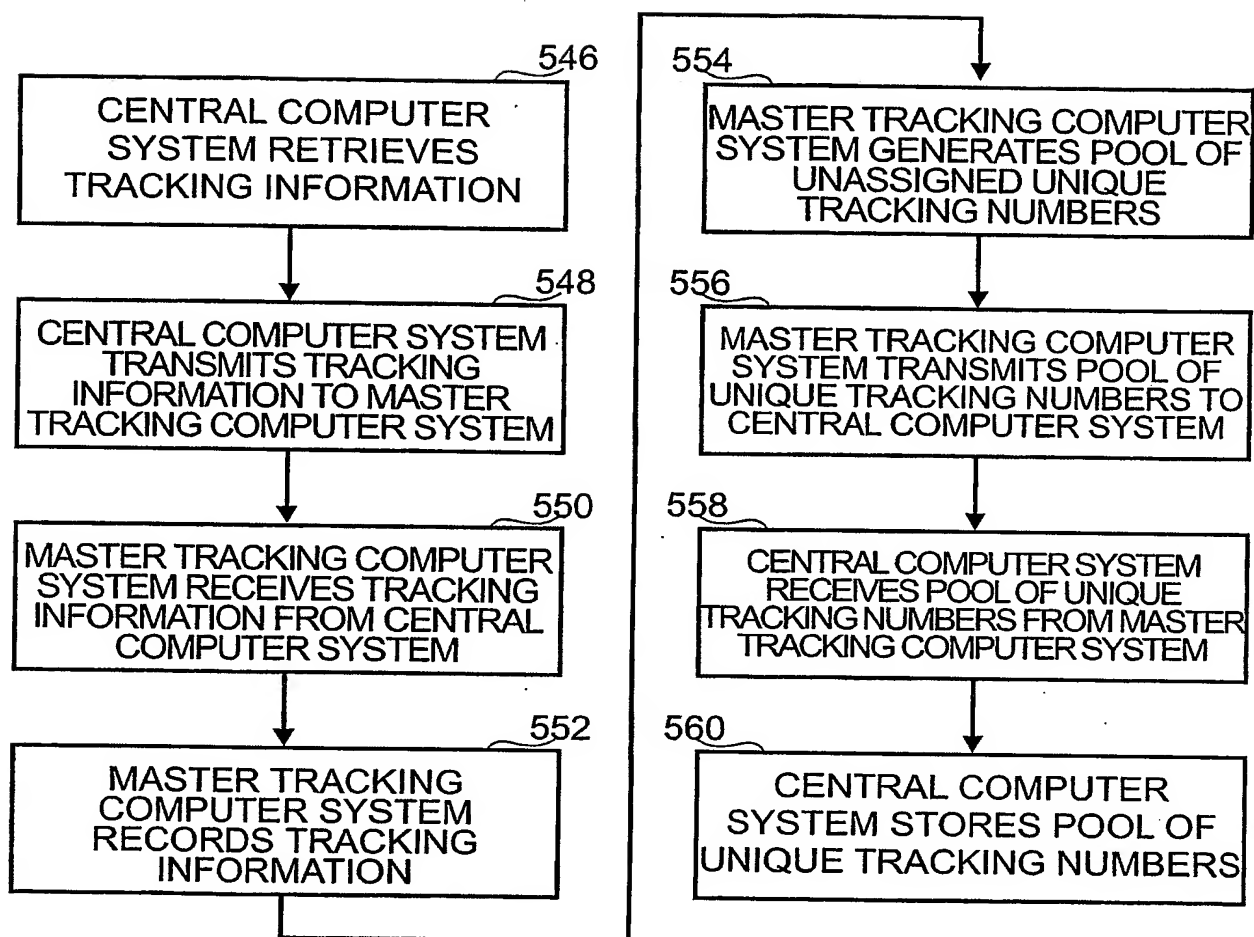 546
CENTRAL COMPUTER
SYSTEM RETRIEVES
TRACKING INFORMATION
548
CENTRAL COMPUTER SYSTEM
TRANSMITS TRACKING
INFORMATION TO MASTER
TRACKING COMPUTER SYSTEM
550
MASTER TRACKING COMPUTER
SYSTEM RECEIVES TRACKING
INFORMATION FROM CENTRAL
COMPUTER SYSTEM
552
MASTER TRACKING
COMPUTER SYSTEM
RECORDS TRACKING
INFORMATION
554
MASTER TRACKING COMPUTER
SYSTEM GENERATES POOL OF
UNASSIGNED UNIQUE
TRACKING NUMBERS
556
MASTER TRACKING COMPUTER
SYSTEM TRANSMITS POOL OF
UNIQUE TRACKING NUMBERS TO
CENTRAL COMPUTER SYSTEM
558
CENTRAL COMPUTER SYSTEM
RECEIVES POOL OF UNIQUE
TRACKING NUMBERS FROM MASTER
TRACKING COMPUTER SYSTEM
560
CENTRAL COMPUTER
SYSTEM STORES POOL OF
UNIQUE TRACKING NUMBERS